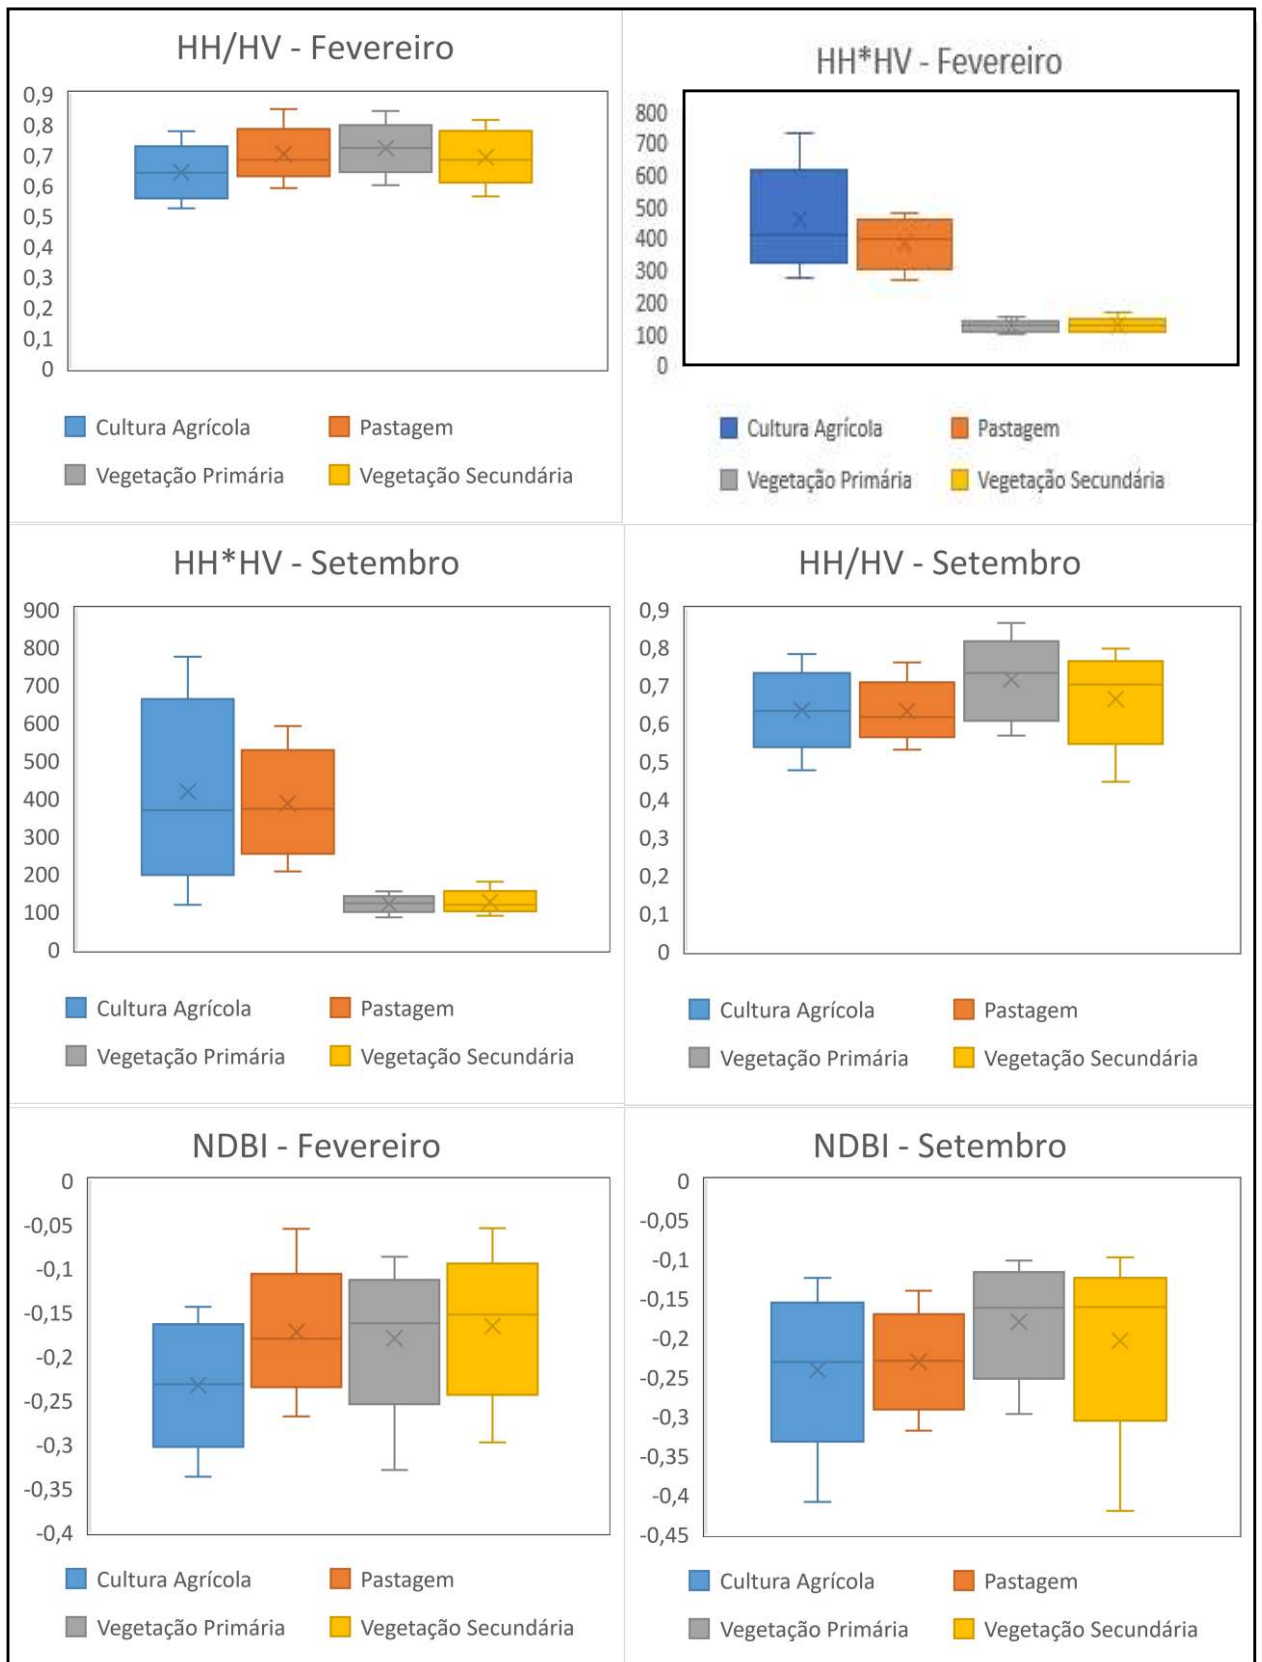 HH/HV - Fevereiro
0,9
0,8
0,7
0,6
0,5
0,4
0,3
0,2
0,1
0
Cultura Agrícola
Pastagem
Vegetação Primária
Vegetação Secundária
HH*HV - Fevereiro
800
700
600
500
400
300
200
100
0
Cultura Agrícola
Pastagem
Vegetação Primária
Vegetação Secundária
HH*HV - Setembro
900
800
700
600
500
400
300
200
100
0
Cultura Agrícola
Pastagem
Vegetação Primária
Vegetação Secundária
HH/HV - Setembro
0,9
0,8
0,7
0,6
0,5
0,4
0,3
0,2
0,1
0
Cultura Agrícola
Pastagem
Vegetação Primária
Vegetação Secundária
NDBI - Fevereiro
0
-0,05
-0,1
-0,15
-0,2
-0,25
-0,3
-0,35
-0,4
Cultura Agrícola
Pastagem
Vegetação Primária
Vegetação Secundária
NDBI - Setembro
0
-0,05
-0,1
-0,15
-0,2
-0,25
-0,3
-0,35
-0,4
-0,45
Cultura Agrícola
Pastagem
Vegetação Primária
Vegetação Secundária